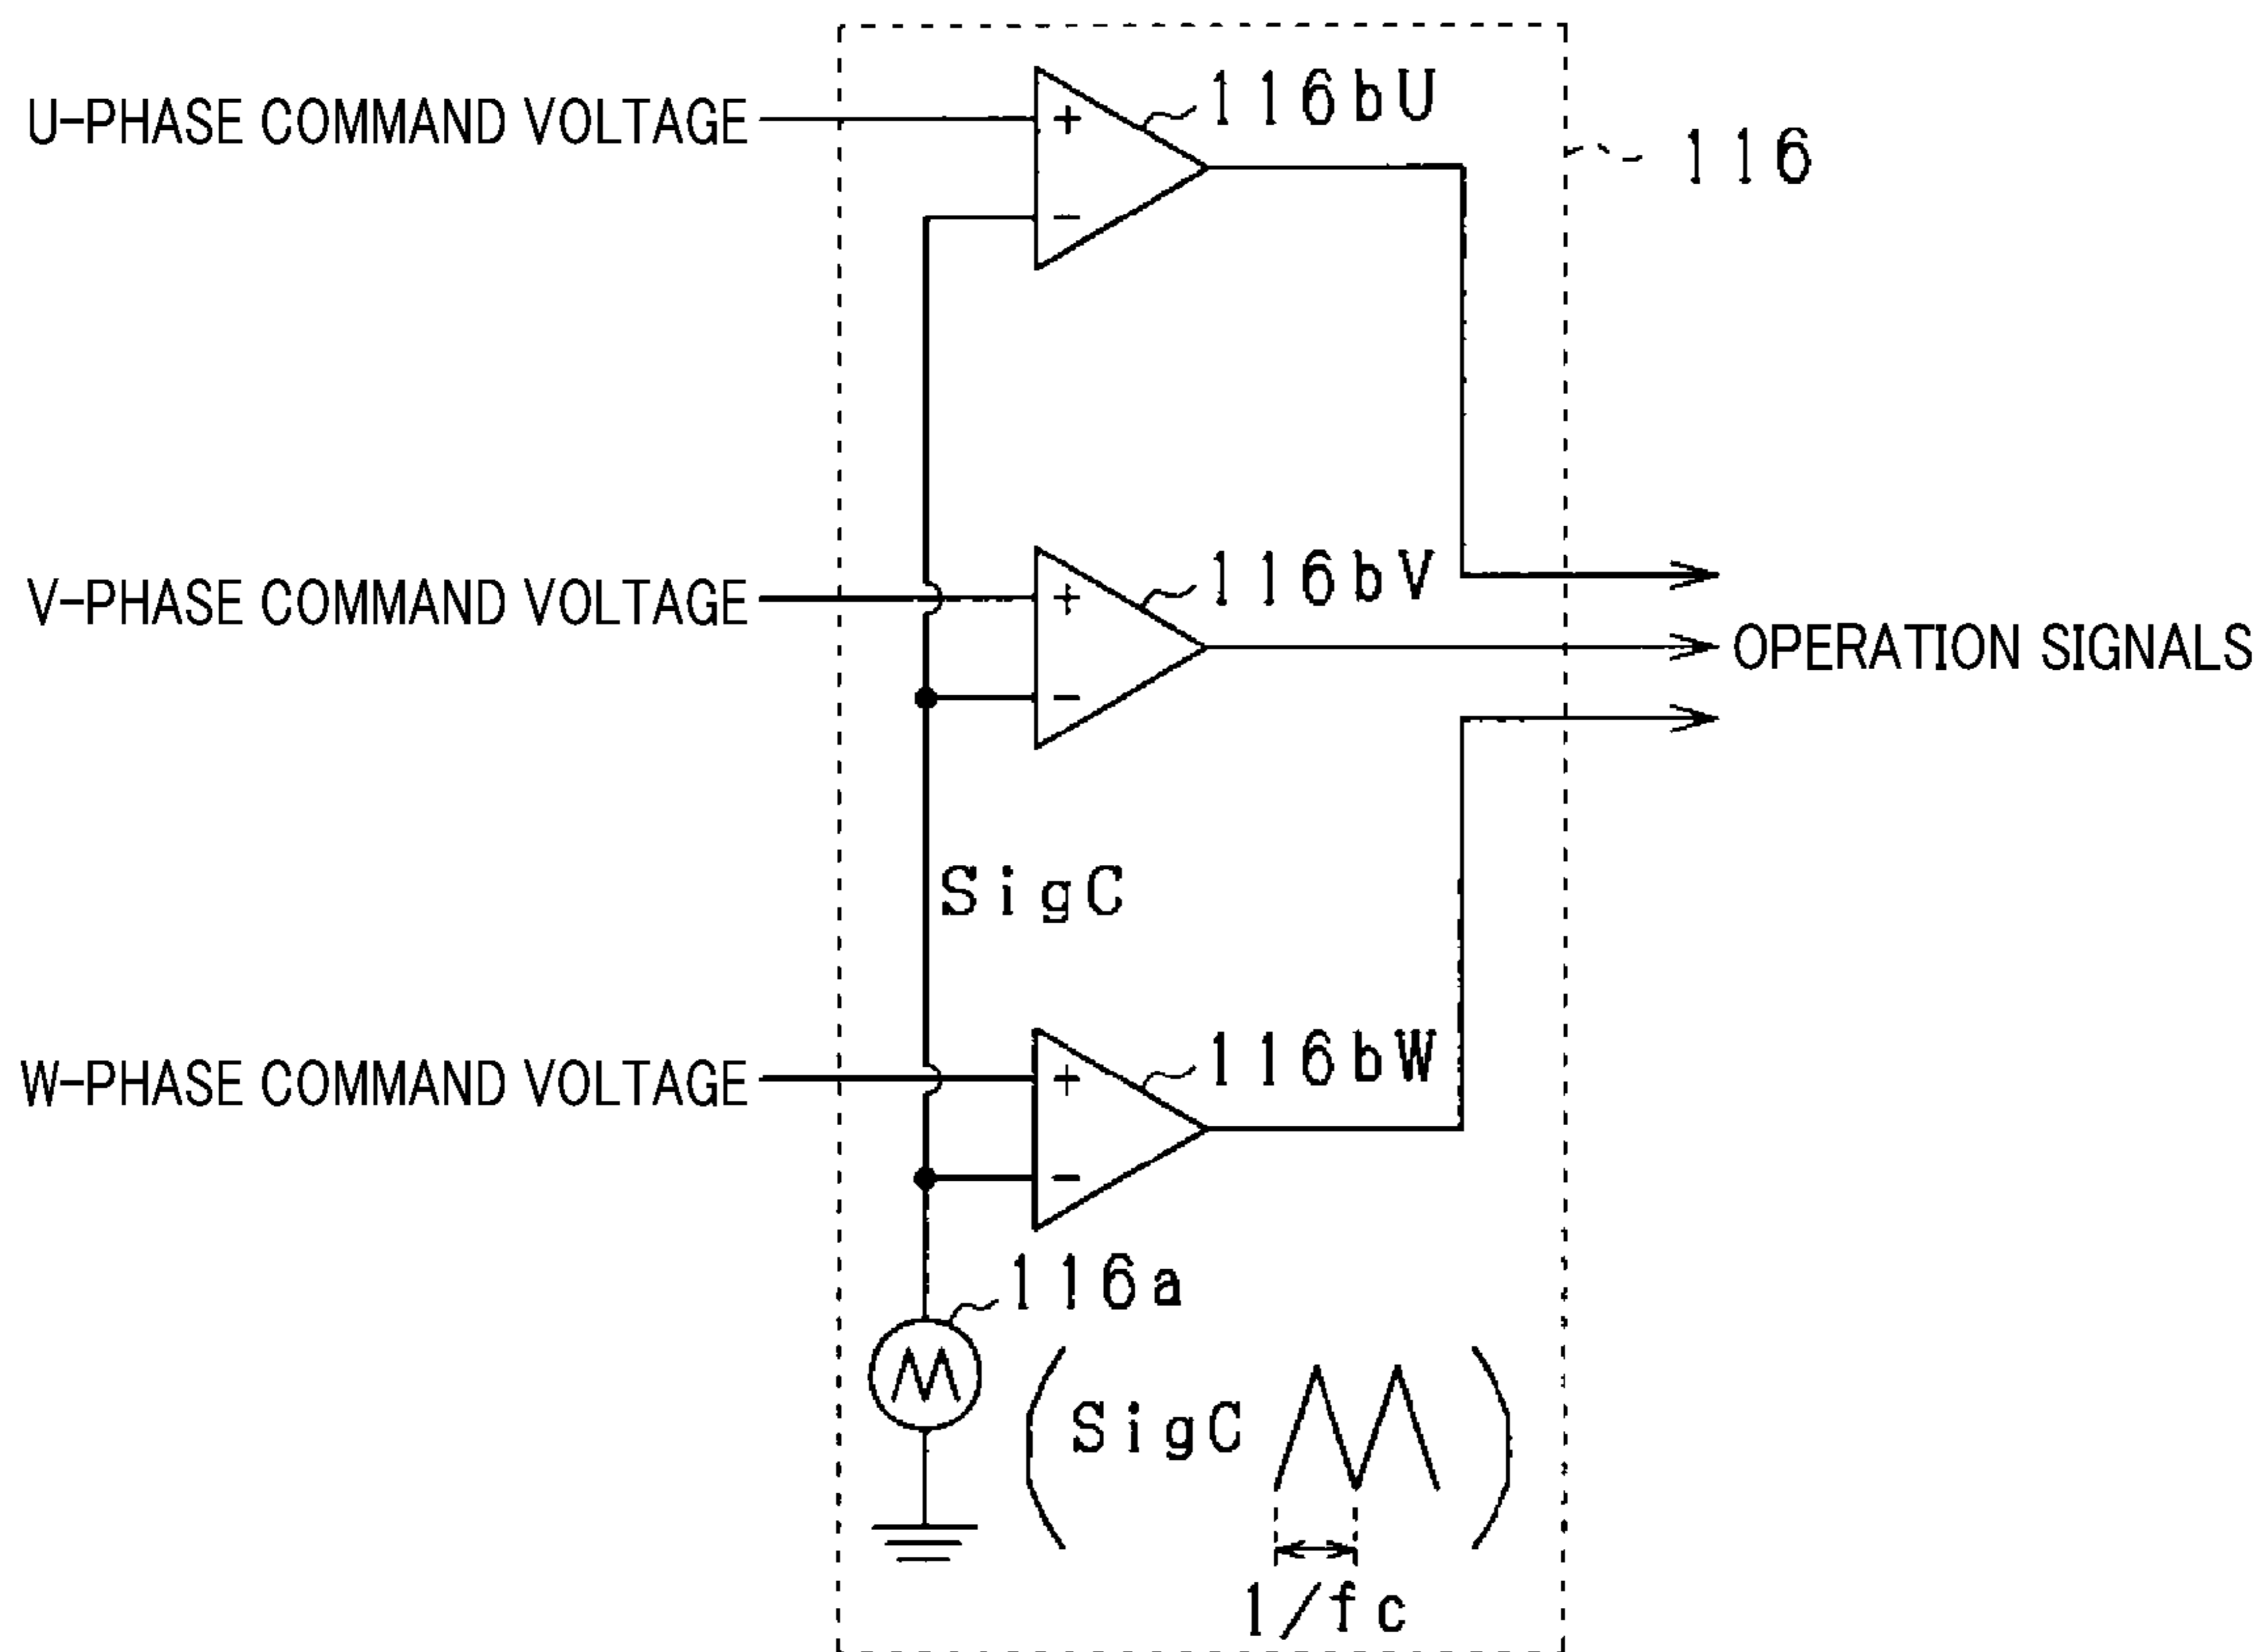 U-PHASE COMMAND VOLTAGE
+
116bU
116
−
V-PHASE COMMAND VOLTAGE
+
116bV
OPERATION SIGNALS
−
SigC
W-PHASE COMMAND VOLTAGE
+
116bW
−
116a
SigC
1/fc